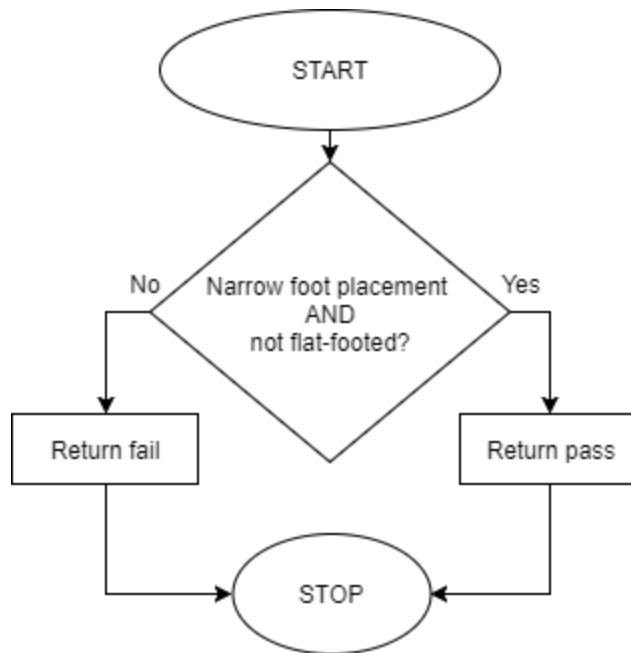 START
No
Yes
Narrow foot placement
AND
not flat-footed?
Return fail
Return pass
STOP